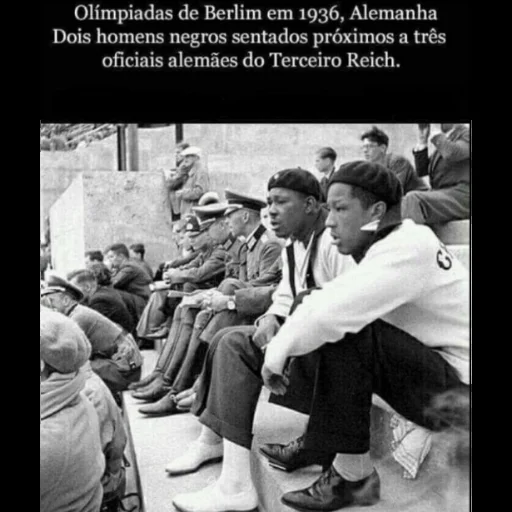 Olímpiadas de Berlim em 1936, Alemanha
Dois homens negros sentados próximos a três
oficiais alemães do Terceiro Reich.